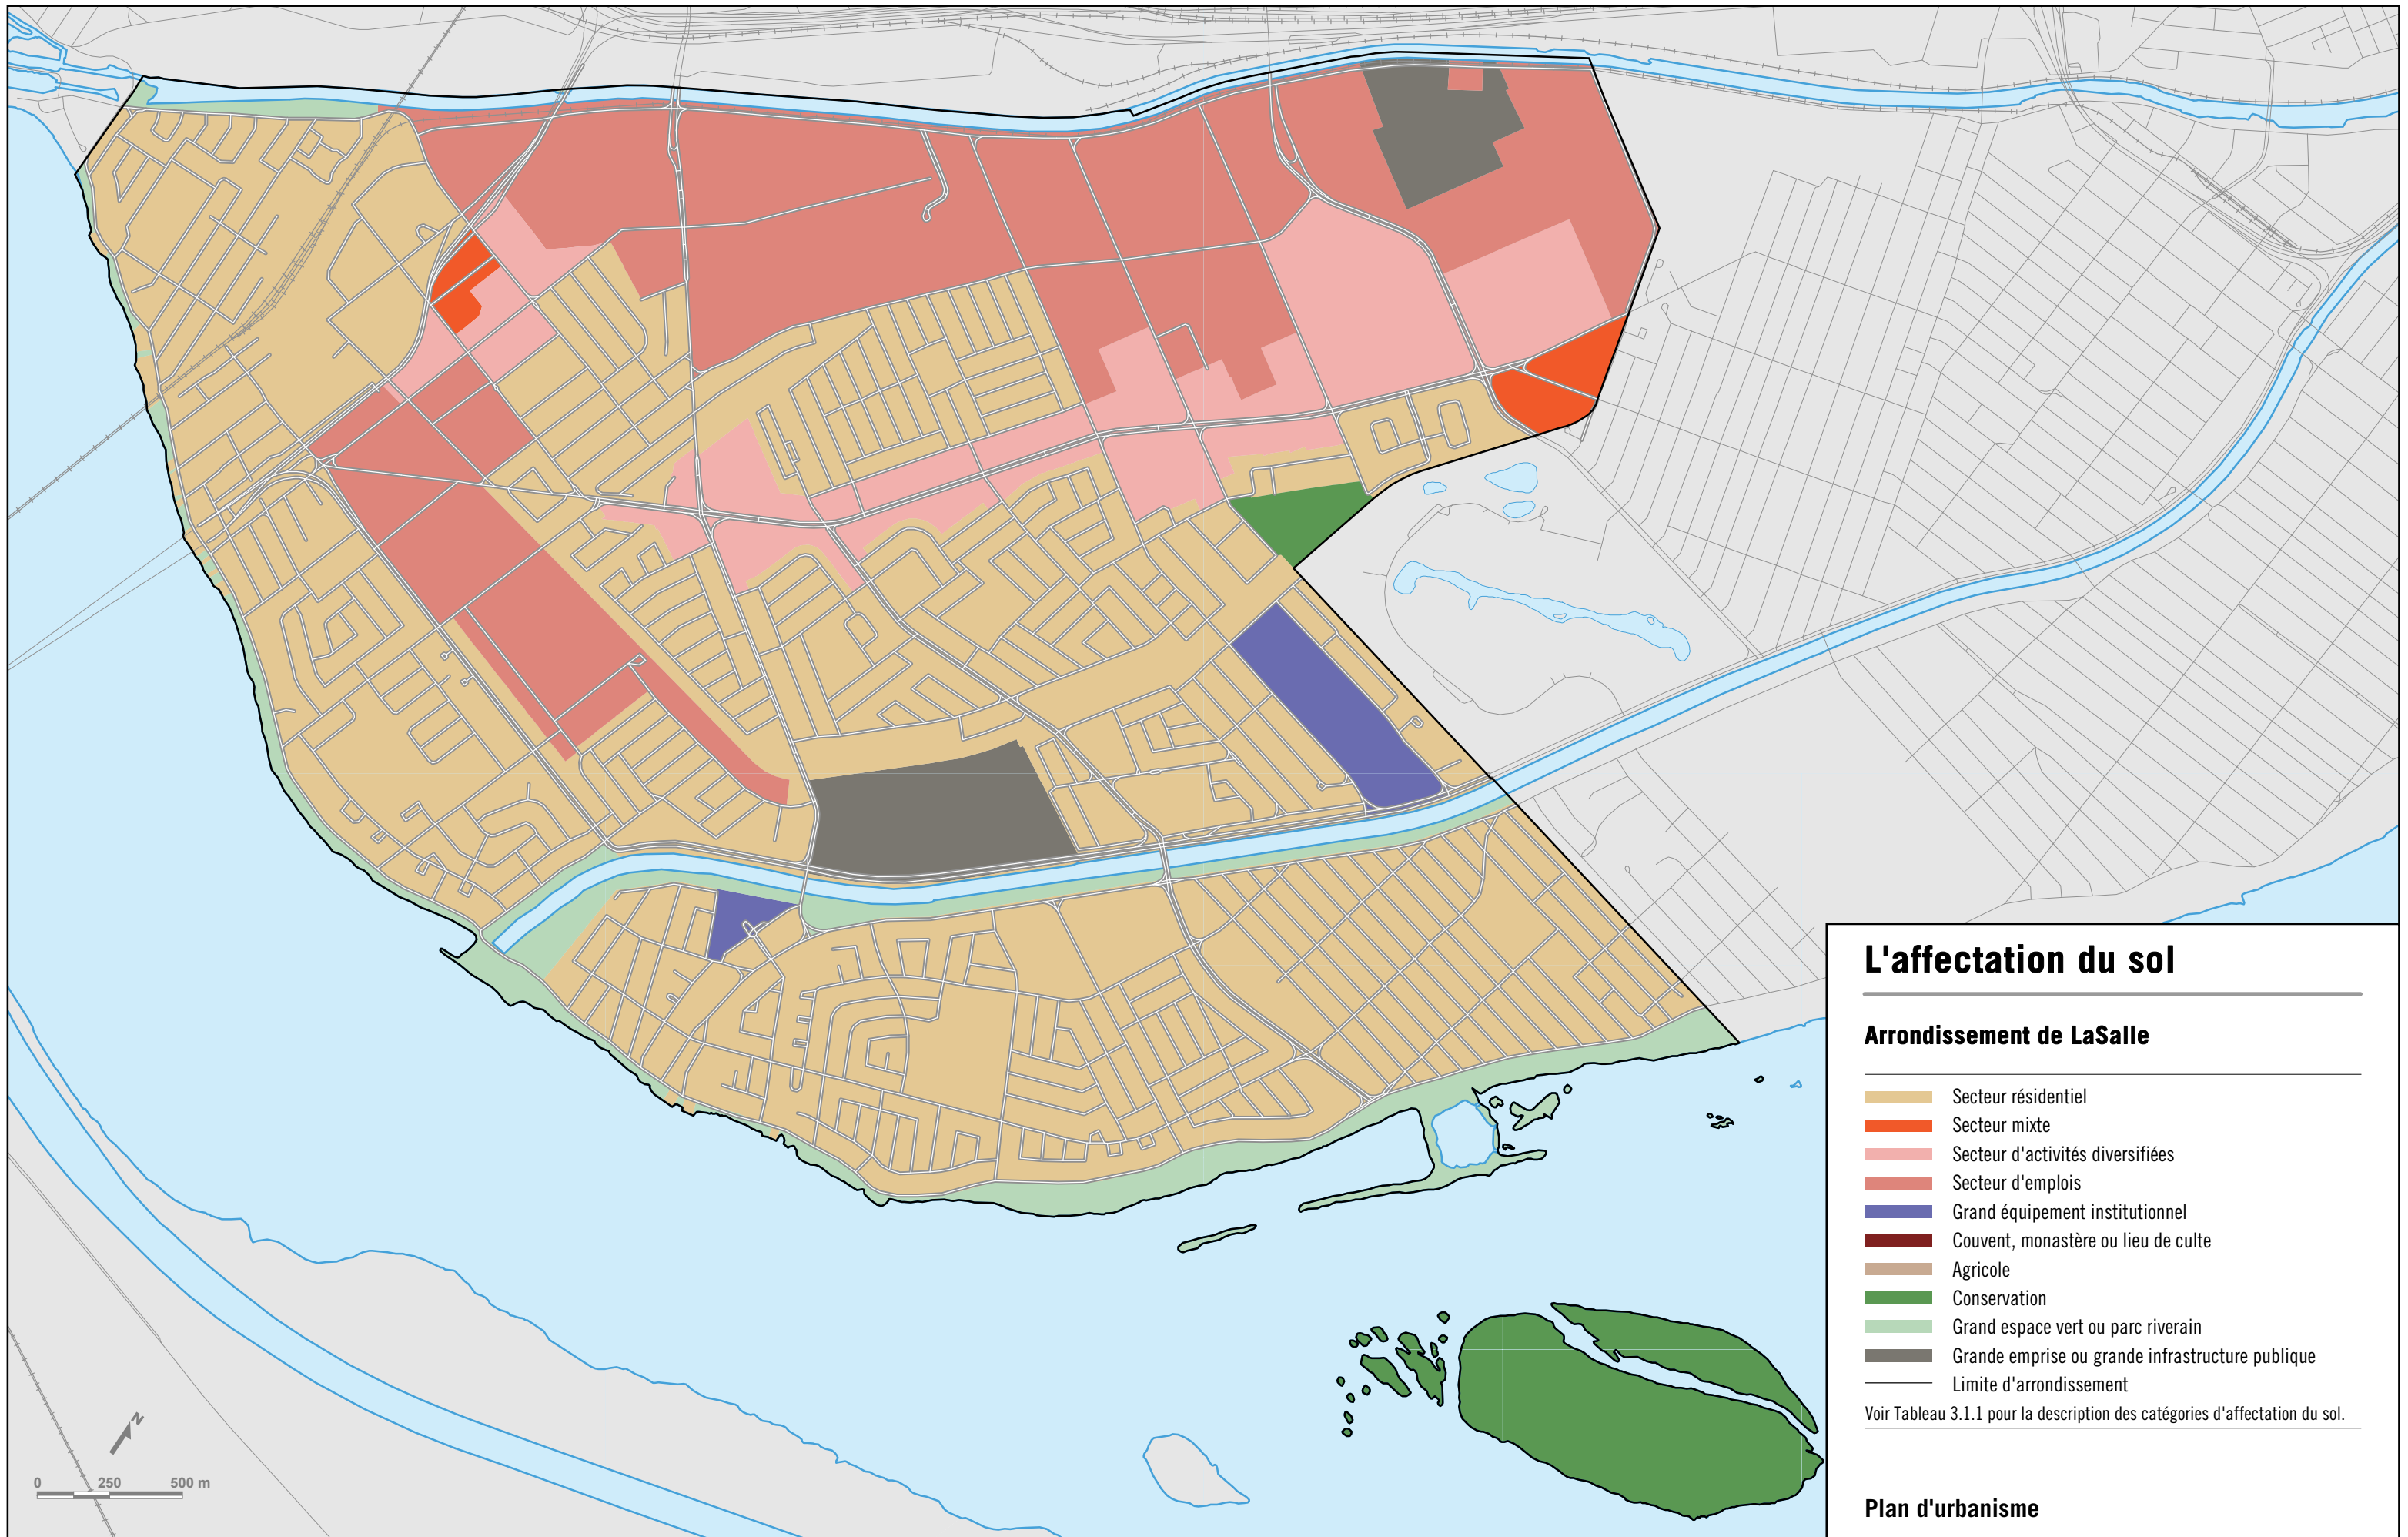 L'affectation du sol
Arrondissement de LaSalle
Secteur résidentiel
Secteur mixte
Secteur d'activités diversifiées
Secteur d'emplois
Grand équipement institutionnel
Couvent, monastère ou lieu de culte
Agricole
Conservation
Grand espace vert ou parc riverain
Grande emprise ou grande infrastructure publique
Limite d'arrondissement
Voir Tableau 3.1.1 pour la description des catégories d'affectation du sol.
Plan d'urbanisme
N
0 250 500 m